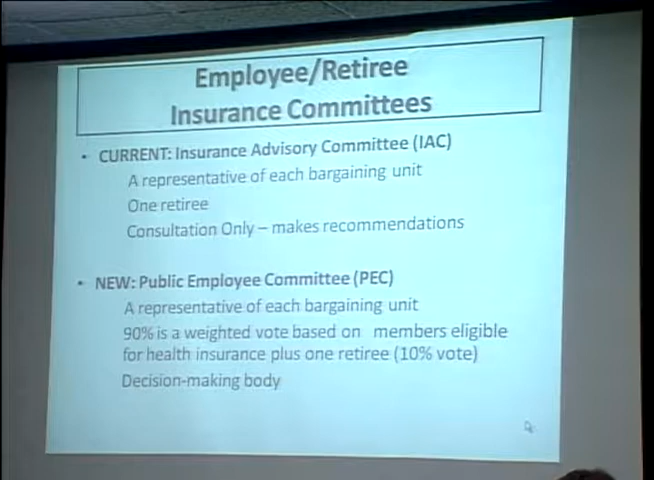 Employee/Retiree
Insurance Committees
• CURRENT: Insurance Advisory Committee (IAC)
A representative of each bargaining unit
One retiree
Consultation Only – makes recommendations
• NEW: Public Employee Committee (PEC)
A representative of each bargaining unit
90% is a weighted vote based on members eligible
for health insurance plus one retiree (10% vote)
Decision-making body